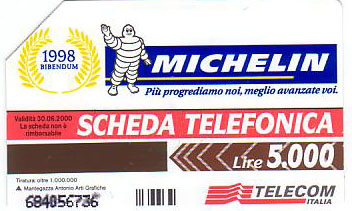 1998
BIBENDUM
MICHELIN
Più progrediamo noi, meglio avanzate voi.
Validità 30.06.2000
La scheda non è
rimborsabile
SCHEDA TELEFONICA
Lire 5.000
Tiratura: oltre 1.000.000
A. Mantegazza Antonio Arti Grafiche
684056736
TELECOM
ITALIA